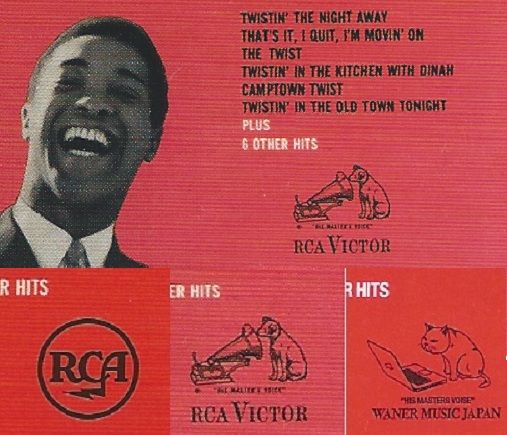 TWISTIN' THE NIGHT AWAY
THAT'S IT, I QUIT, I'M MOVIN' ON
THE TWIST
TWISTIN' IN THE KITCHEN WITH DINAH
CAMPTOWN TWIST
TWISTIN' IN THE OLD TOWN TONIGHT
PLUS
6 OTHER HITS
"HIS MASTER'S VOICE"
RCA VICTOR
R HITS
RCA
ER HITS
"HIS MASTER'S VOICE"
RCA VICTOR
R HITS
"HIS MASTERS VOISE"
WANER MUSIC JAPAN